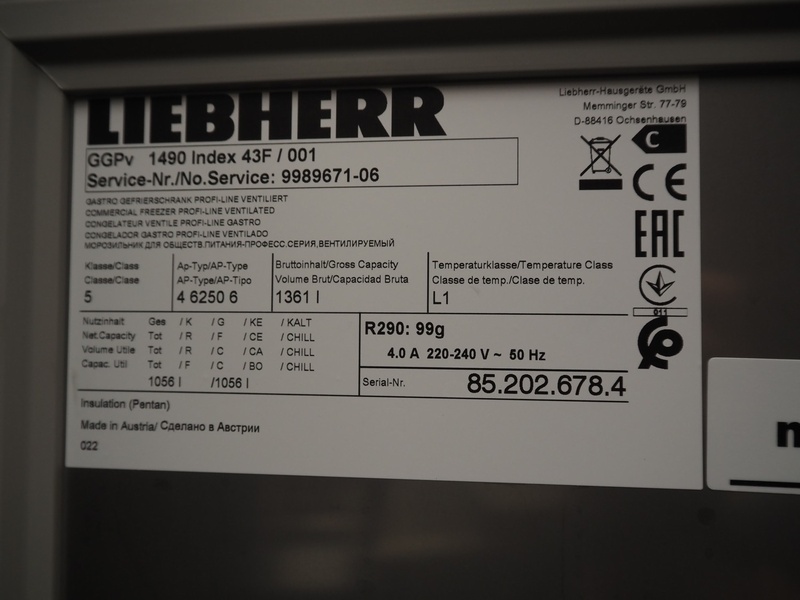 LIEBHERR
Liebherr-Hausgeräte GmbH
Memminger Str. 77-79
D-88416 Ochsenhausen
GGPv 1490 Index 43F / 001
Service-Nr./No.Service: 9989671-06
GASTRO GEFRIERSCHRANK PROFI-LINE VENTILIERT
COMMERCIAL FREEZER PROFI-LINE VENTILATED
CONGELATEUR VENTILE PROFI-LINE GASTRO
CONGELADOR GASTRO PROFI-LINE VENTILADO
МОРОЗИЛЬНИК ДЛЯ ОБЩЕСТВ.ПИТАНИЯ-ПРОФЕСС.СЕРИЯ,ВЕНТИЛИРУЕМЫЙ
C
CE
EAC
011
Klasse/Class
Classe/Clase
5
Ap-Typ/AP-Type
AP-Type/AP-Tipo
4 6250 6
Bruttoinhalt/Gross Capacity
Volume Brut/Capacidad Bruta
1361 l
Temperaturklasse/Temperature Class
Classe de temp./Clase de temp.
L1
Nutzinhalt Ges / K / G / KE / KALT
Net.Capacity Tot / R / F / CE / CHILL
Volume Utile Tot / R / C / CA / CHILL
Capac. Util Tot / F / C / BO / CHILL
1056 l /1056 l
R290: 99g
4.0 A 220-240 V ~ 50 Hz
Serial-Nr. 85.202.678.4
Insulation (Pentan)
Made in Austria/ Сделано в Австрии
022